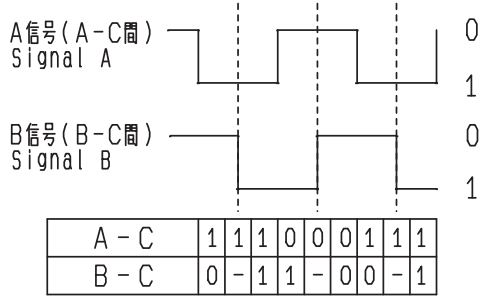 A信号(A-C間) 0
Signal A 1
B信号(B-C間) 0
Signal B 1
A-C 1 1 1 0 0 0 1 1 1
B-C 0 - 1 1 - 0 0 - 1